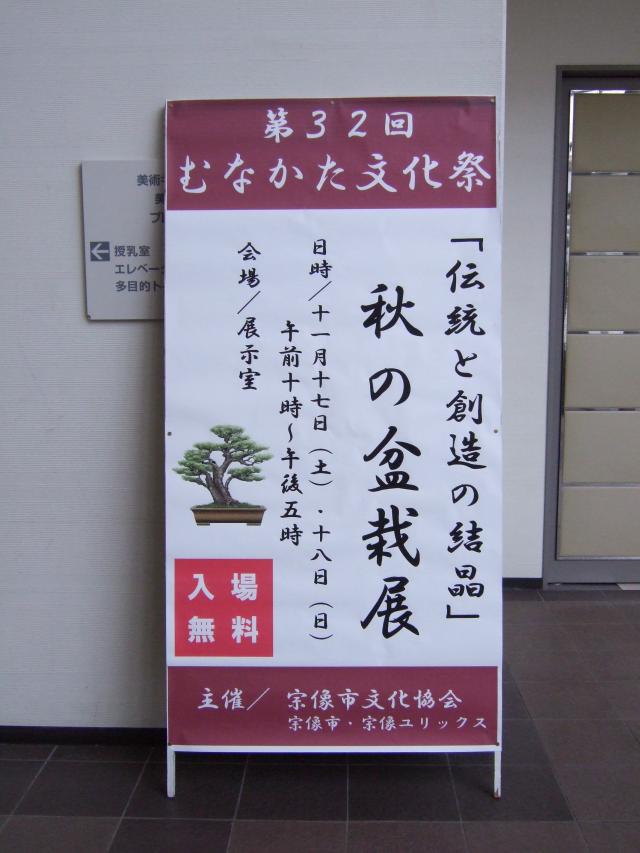 第32回
むなかた文化祭
「伝統と創造の結晶」
秋の盆栽展
日時/十一月十七日(土)・十八日(日)
午前十時~午後五時
会場/展示室
入場
無料
主催/ 宗像市文化協会
宗像市・宗像ユリックス
授乳室
エレベー
多目的ト